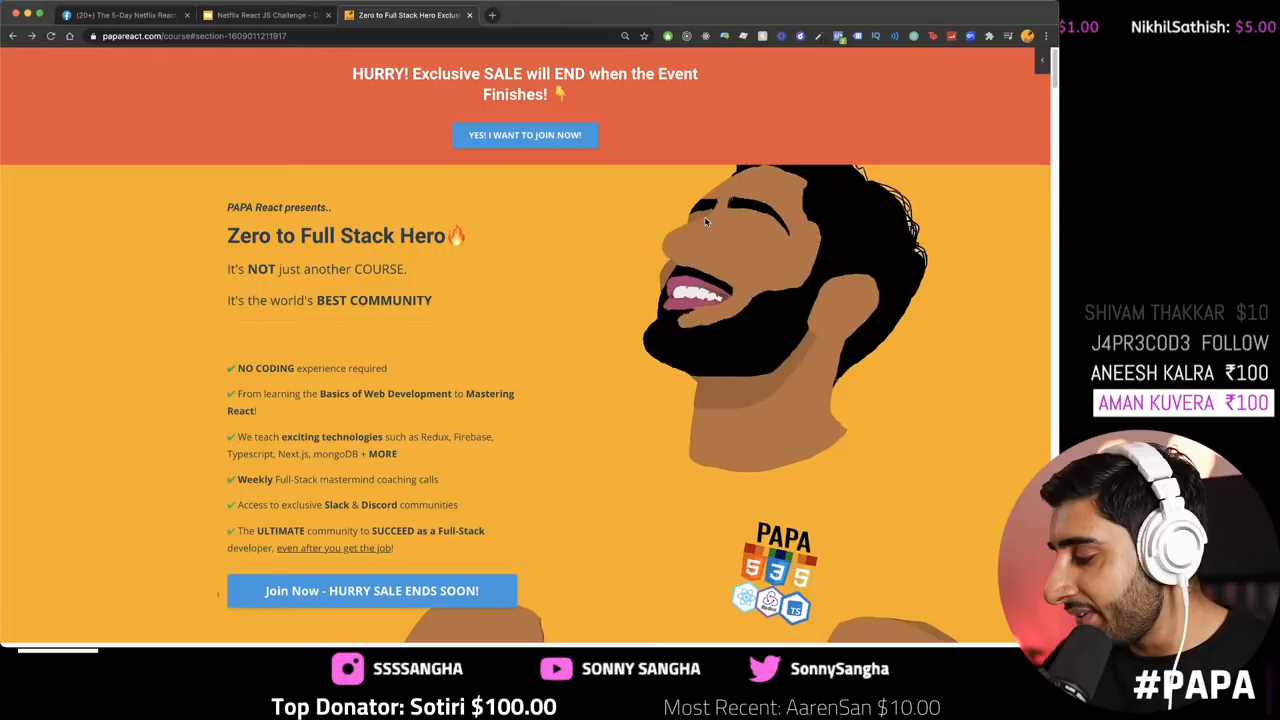 (20+) The 5-Day Netflix React
Netflix React JS Challenge - D
Zero to Full Stack Hero Exclus
papareact.com/course#section-1609011211917
$1.00
NikhilSathish: $5.00
HURRY! Exclusive SALE will END when the Event
Finishes! 👇
YES! I WANT TO JOIN NOW!
PAPA React presents..
Zero to Full Stack Hero🔥
It's NOT just another COURSE.
It's the world's BEST COMMUNITY
✔ NO CODING experience required
✔ From learning the Basics of Web Development to Mastering
React!
✔ We teach exciting technologies such as Redux, Firebase,
Typescript, Next.js, mongoDB + MORE
✔ Weekly Full-Stack mastermind coaching calls
✔ Access to exclusive Slack & Discord communities
✔ The ULTIMATE community to SUCCEED as a Full-Stack
developer, even after you get the job!
Join Now - HURRY SALE ENDS SOON!
PAPA
5 3 5
Redux TS
SHIVAM THAKKAR $10
J4PR3COD3 FOLLOW
ANEESH KALRA ₹100
AMAN KUVERA ₹100
SSSSANGHA
SONNY SANGHA
SonnySangha
#PAPA
Top Donator: Sotiri $100.00
Most Recent: AarenSan $10.00